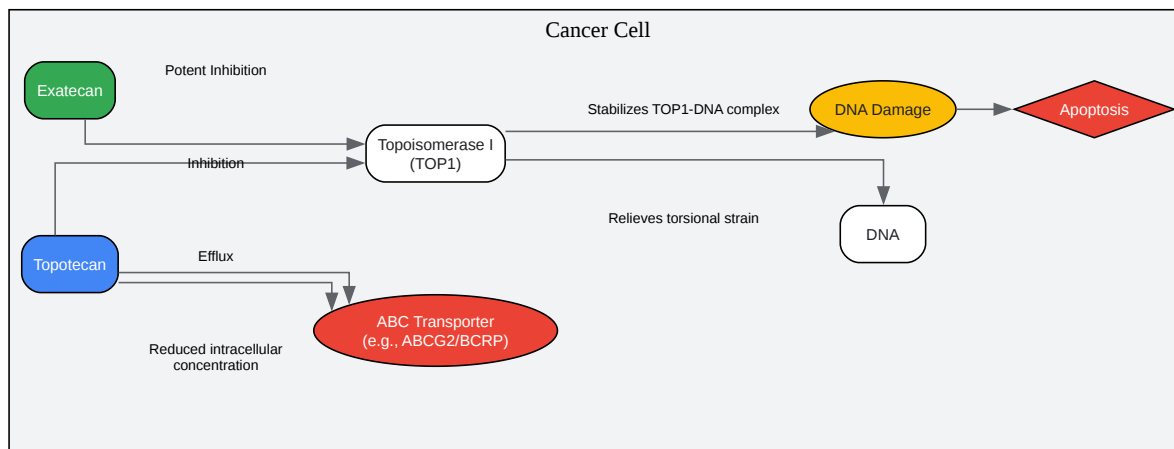 Cancer Cell
Potent Inhibition
Exatecan
Stabilizes TOP1-DNA complex
DNA Damage
Apoptosis
Topoisomerase I
(TOP1)
Inhibition
Relieves torsional strain
DNA
Efflux
Topotecan
ABC Transporter
(e.g., ABCG2/BCRP)
Reduced intracellular
concentration